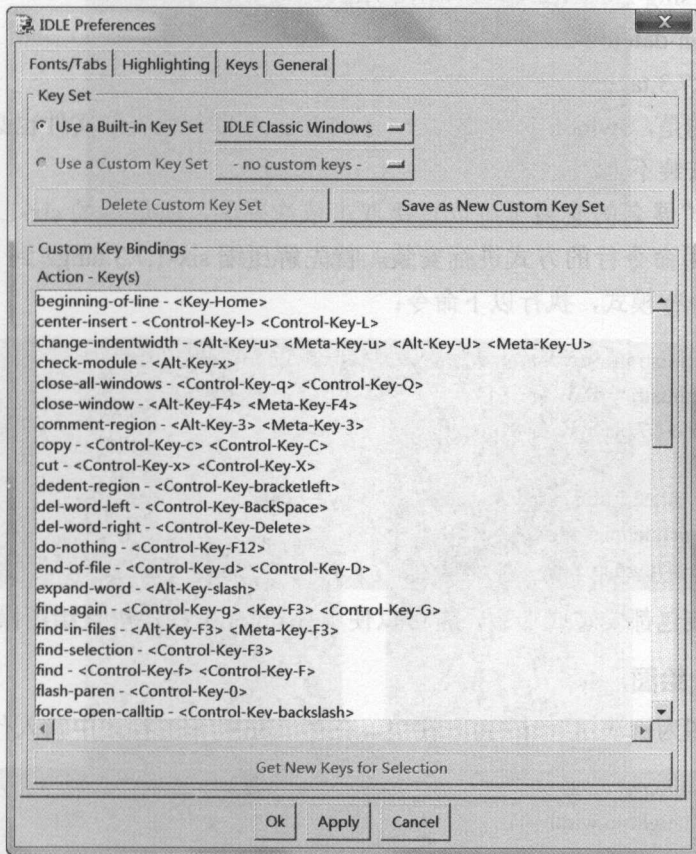 IDLE Preferences
Fonts/Tabs Highlighting Keys General
Key Set
Use a Built-in Key Set IDLE Classic Windows
Use a Custom Key Set - no custom keys -
Delete Custom Key Set Save as New Custom Key Set
Custom Key Bindings
Action - Key(s)
beginning-of-line - <Key-Home>
center-insert - <Control-Key-l> <Control-Key-L>
change-indentwidth - <Alt-Key-u> <Meta-Key-u> <Alt-Key-U> <Meta-Key-U>
check-module - <Alt-Key-x>
close-all-windows - <Control-Key-q> <Control-Key-Q>
close-window - <Alt-Key-F4> <Meta-Key-F4>
comment-region - <Alt-Key-3> <Meta-Key-3>
copy - <Control-Key-c> <Control-Key-C>
cut - <Control-Key-x> <Control-Key-X>
dedent-region - <Control-Key-bracketleft>
del-word-left - <Control-Key-BackSpace>
del-word-right - <Control-Key-Delete>
do-nothing - <Control-Key-F12>
end-of-file - <Control-Key-d> <Control-Key-D>
expand-word - <Alt-Key-slash>
find-again - <Control-Key-g> <Key-F3> <Control-Key-G>
find-in-files - <Alt-Key-F3> <Meta-Key-F3>
find-selection - <Control-Key-F3>
find - <Control-Key-f> <Control-Key-F>
flash-paren - <Control-Key-0>
force-open-calltip - <Control-Key-backslash>
Get New Keys for Selection
Ok Apply Cancel